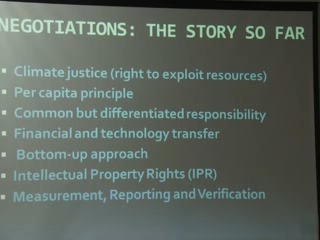 NEGOTIATIONS: THE STORY SO FAR
▪ Climate justice (right to exploit resources)
▪ Per capita principle
▪ Common but differentiated responsibility
▪ Financial and technology transfer
▪ Bottom-up approach
▪ Intellectual Property Rights (IPR)
▪ Measurement, Reporting and Verification